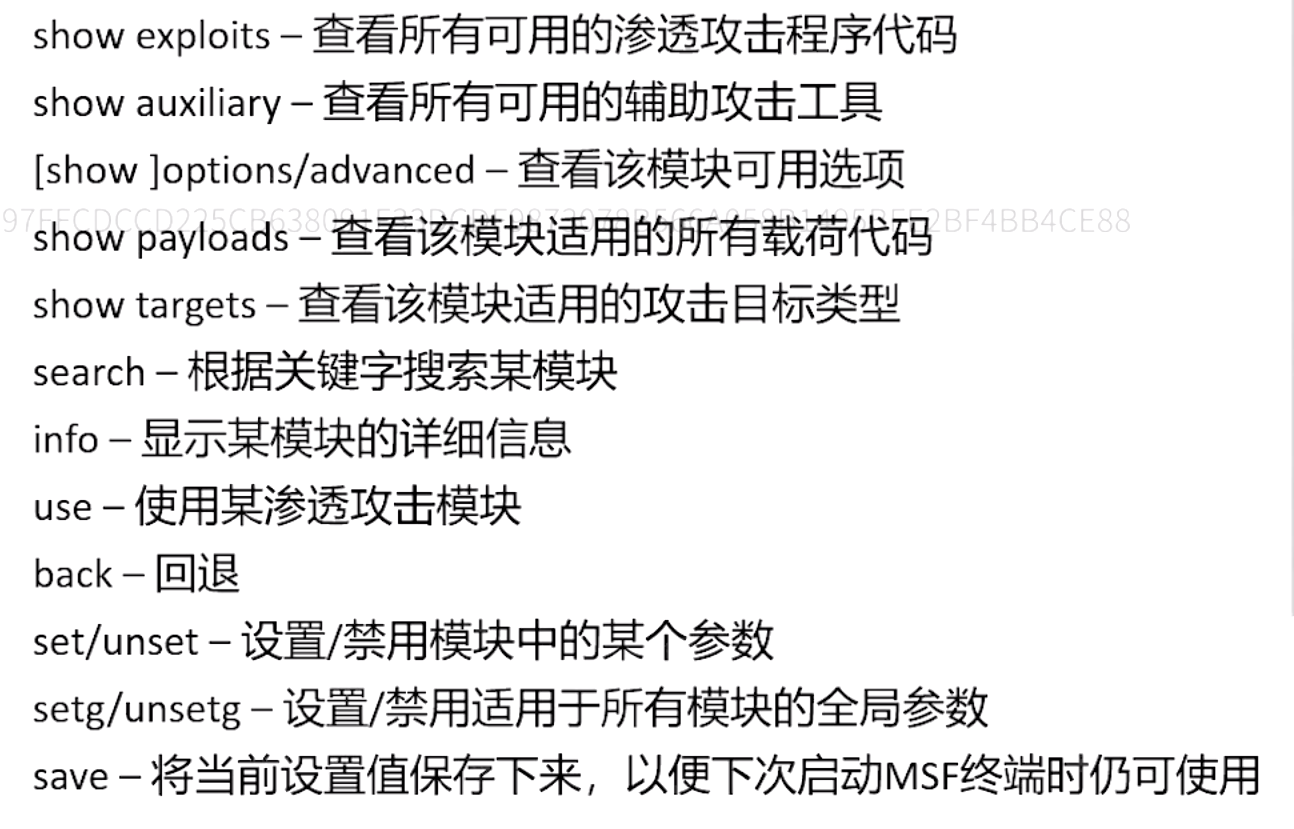 show exploits – 查看所有可用的渗透攻击程序代码
show auxiliary – 查看所有可用的辅助攻击工具
[show ]options/advanced – 查看该模块可用选项
show payloads – 查看该模块适用的所有载荷代码
show targets – 查看该模块适用的攻击目标类型
search – 根据关键字搜索某模块
info – 显示某模块的详细信息
use – 使用某渗透攻击模块
back – 回退
set/unset – 设置/禁用模块中的某个参数
setg/unsetg – 设置/禁用适用于所有模块的全局参数
save – 将当前设置值保存下来，以便下次启动MSF终端时仍可使用